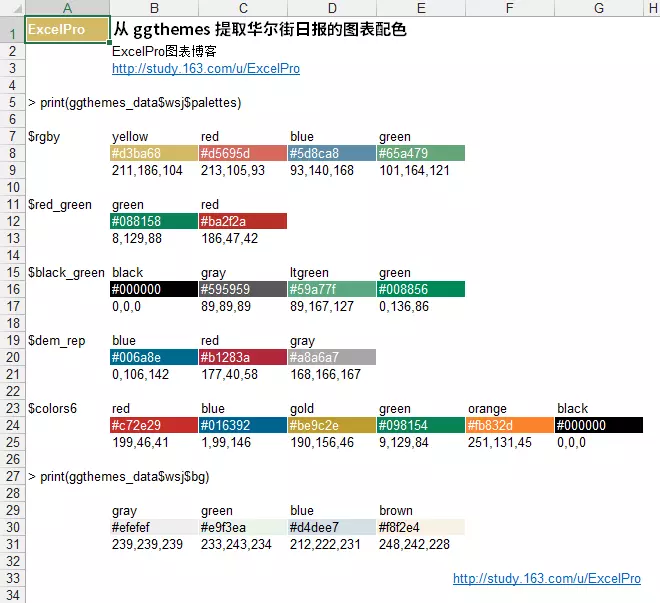 A B C D E F G H
1 ExcelPro 从 ggthemes 提取华尔街日报的图表配色
2 ExcelPro图表博客
3 http://study.163.com/u/ExcelPro
4
5 > print(ggthemes_data$wsj$palettes)
6
7 $rgby yellow red blue green
8 #d3ba68 #d5695d #5d8ca8 #65a479
9 211,186,104 213,105,93 93,140,168 101,164,121
10
11 $red_green green red
12 #088158 #ba2f2a
13 8,129,88 186,47,42
14
15 $black_green black gray ltgreen green
16 #000000 #595959 #59a77f #008856
17 0,0,0 89,89,89 89,167,127 0,136,86
18
19 $dem_rep blue red gray
20 #006a8e #b1283a #a8a6a7
21 0,106,142 177,40,58 168,166,167
22
23 $colors6 red blue gold green orange black
24 #c72e29 #016392 #be9c2e #098154 #fb832d #000000
25 199,46,41 1,99,146 190,156,46 9,129,84 251,131,45 0,0,0
26
27 > print(ggthemes_data$wsj$bg)
28
29 gray green blue brown
30 #efefef #e9f3ea #d4dee7 #f8f2e4
31 239,239,239 233,243,234 212,222,231 248,242,228
32
33 http://study.163.com/u/ExcelPro
34